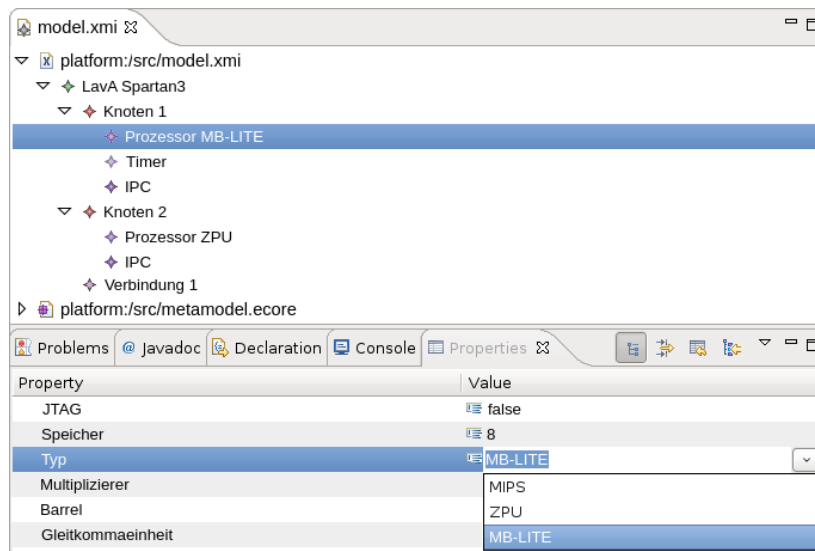 model.xmi
platform:/src/model.xmi
LavA Spartan3
Knoten 1
Prozessor MB-LITE
Timer
IPC
Knoten 2
Prozessor ZPU
IPC
Verbindung 1
platform:/src/metamodel.ecore
Problems @ Javadoc Declaration Console Properties
Property Value
JTAG false
Speicher 8
Typ MB-LITE
Multiplizierer MIPS
Barrel ZPU
Gleitkommaeinheit MB-LITE